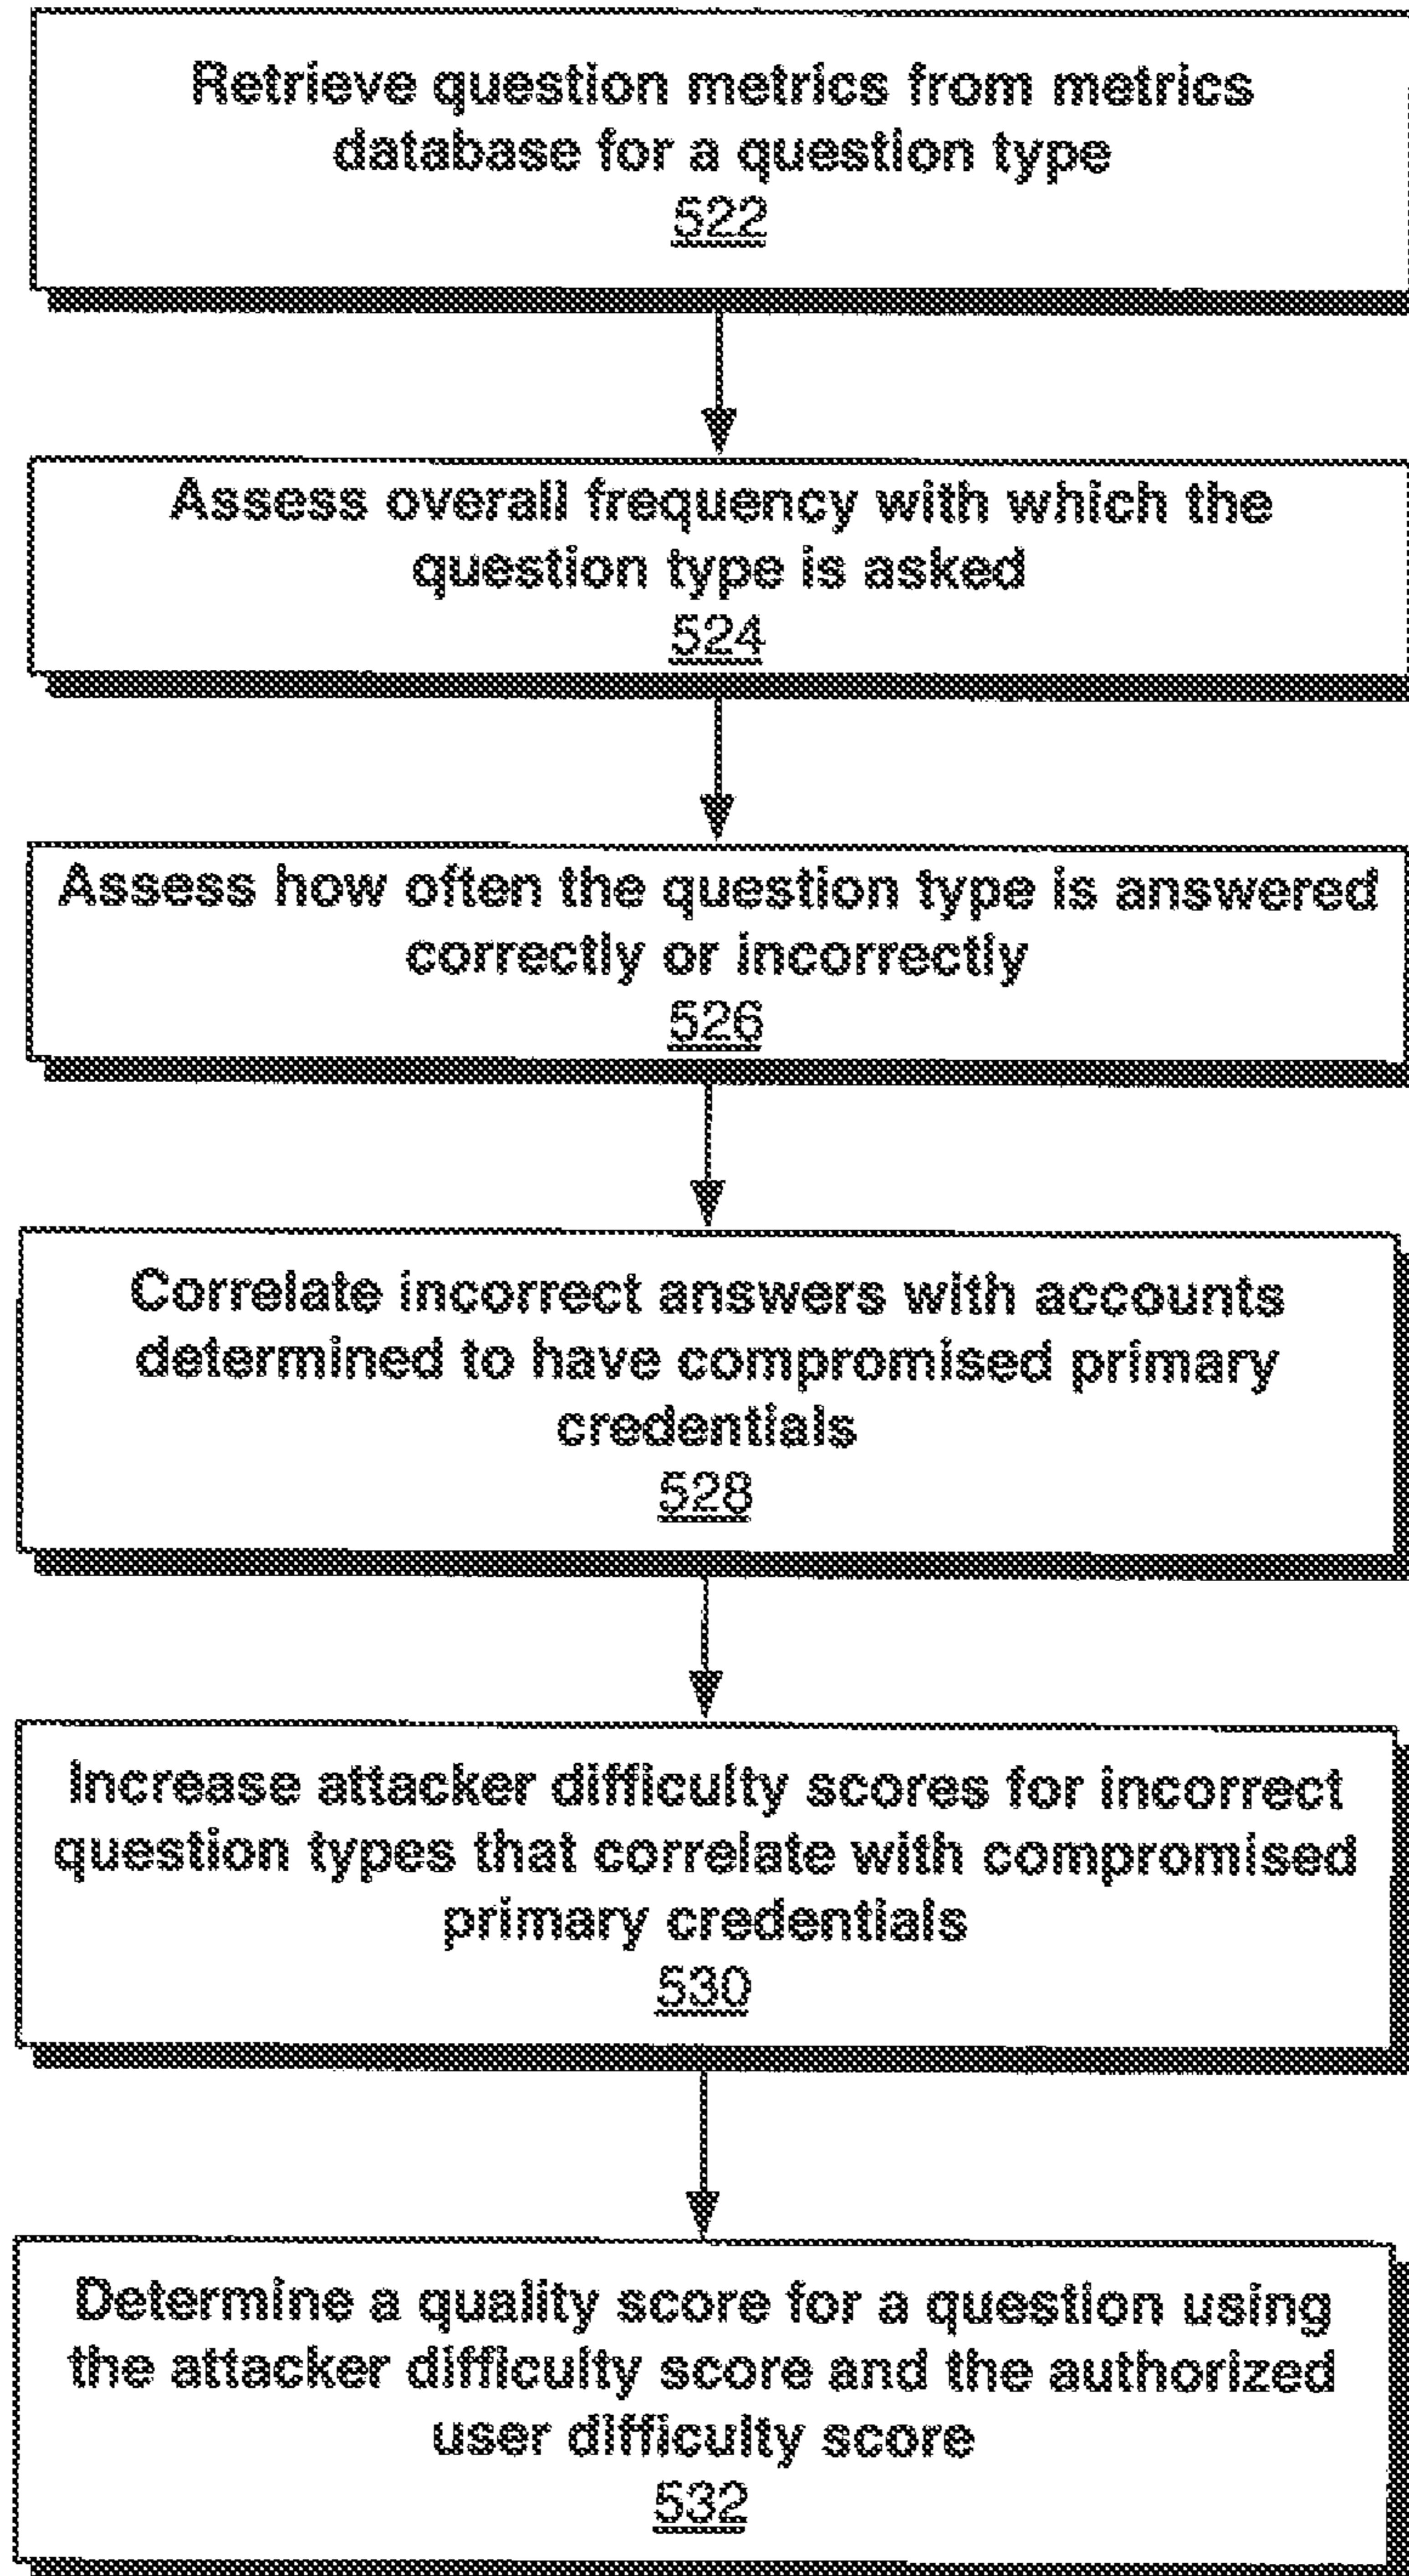 Retrieve question metrics from metrics
database for a question type
522
Assess overall frequency with which the
question type is asked
524
Assess how often the question type is answered
correctly or incorrectly
526
Correlate incorrect answers with accounts
determined to have compromised primary
credentials
528
Increase attacker difficulty scores for incorrect
question types that correlate with compromised
primary credentials
530
Determine a quality score for a question using
the attacker difficulty score and the authorized
user difficulty score
532